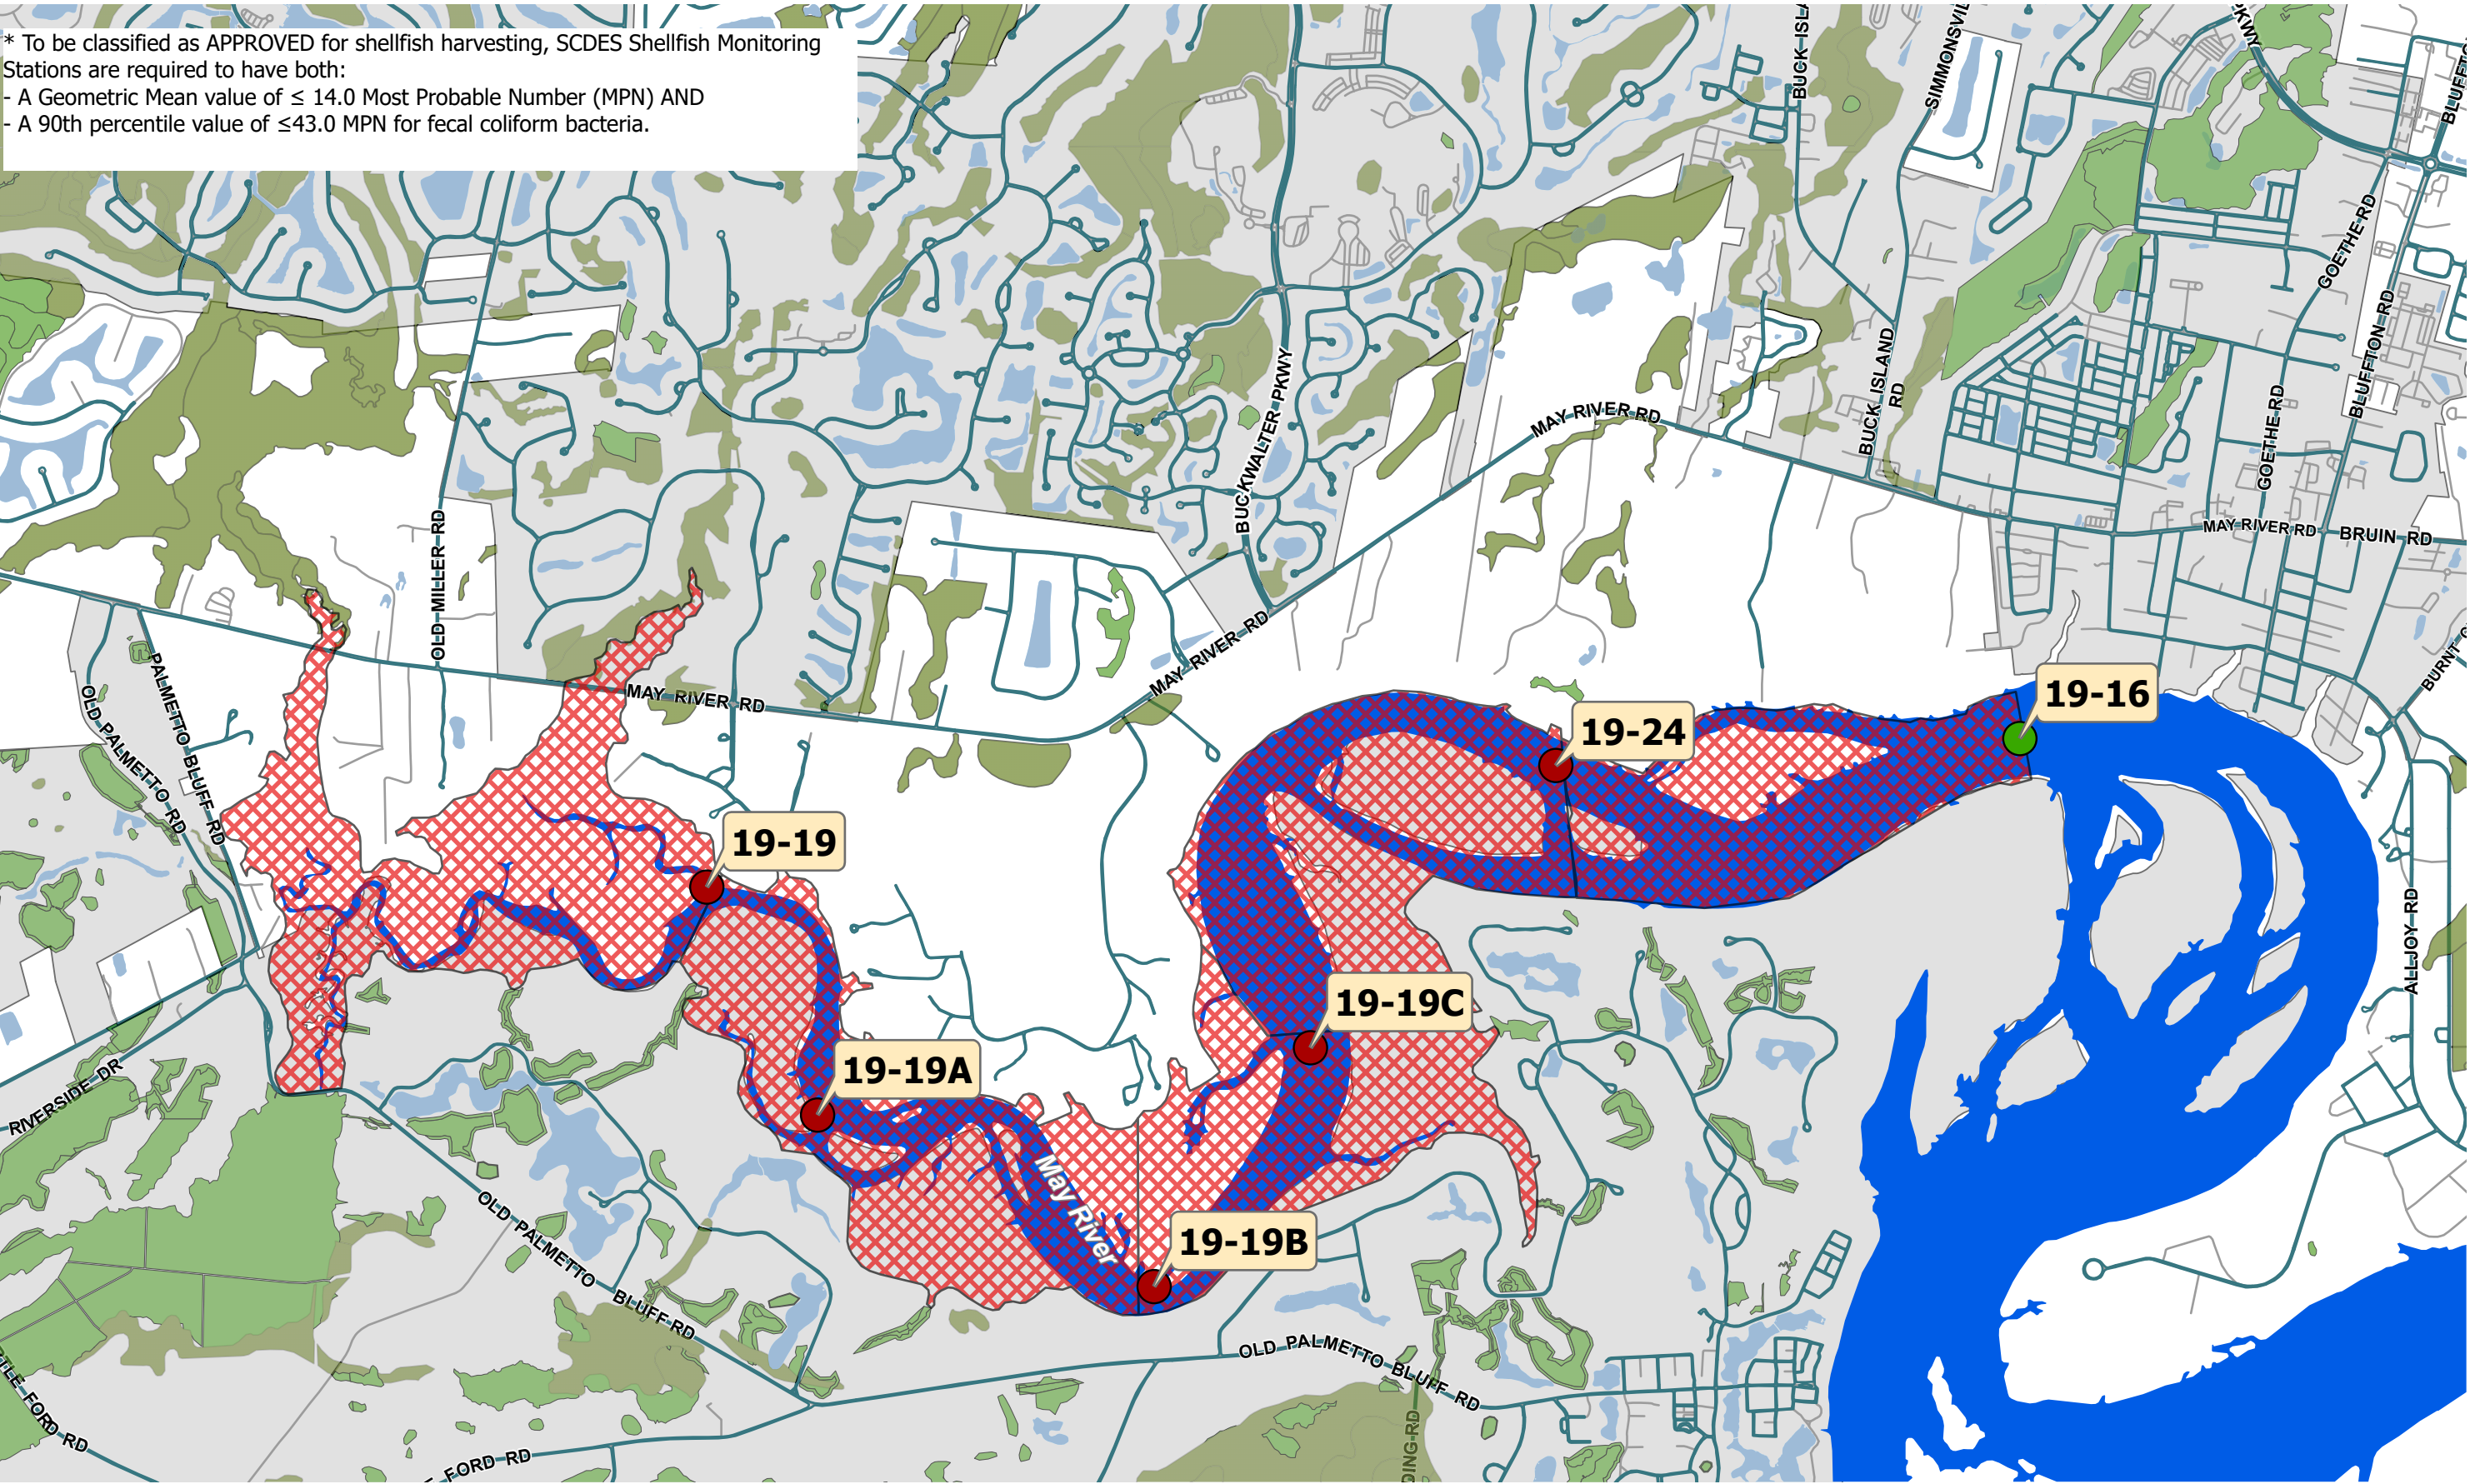 * To be classified as APPROVED for shellfish harvesting, SCDES Shellfish Monitoring
Stations are required to have both:
- A Geometric Mean value of ≤ 14.0 Most Probable Number (MPN) AND
- A 90th percentile value of ≤43.0 MPN for fecal coliform bacteria.
PKWY
GOETHE RD
BLUFFTON RD
BUCK ISLAND
RD
BUCKWALTER PKWY
MAY RIVER RD
GOETHE RD
MAY RIVER RD
BRUIN RD
OLD MILLER RD
MAY RIVER RD
MAY RIVER RD
PALMETTO BLUFF RD
OLD PALMETTO RD
19-16
19-24
19-19
19-19C
19-19A
19-19B
May River
ALLJOY RD
BURNT
RIVERSIDE DR
OLD PALMETTO
BLUFF RD
OLD PALMETTO BLUFF RD
FORD RD
FORD RD